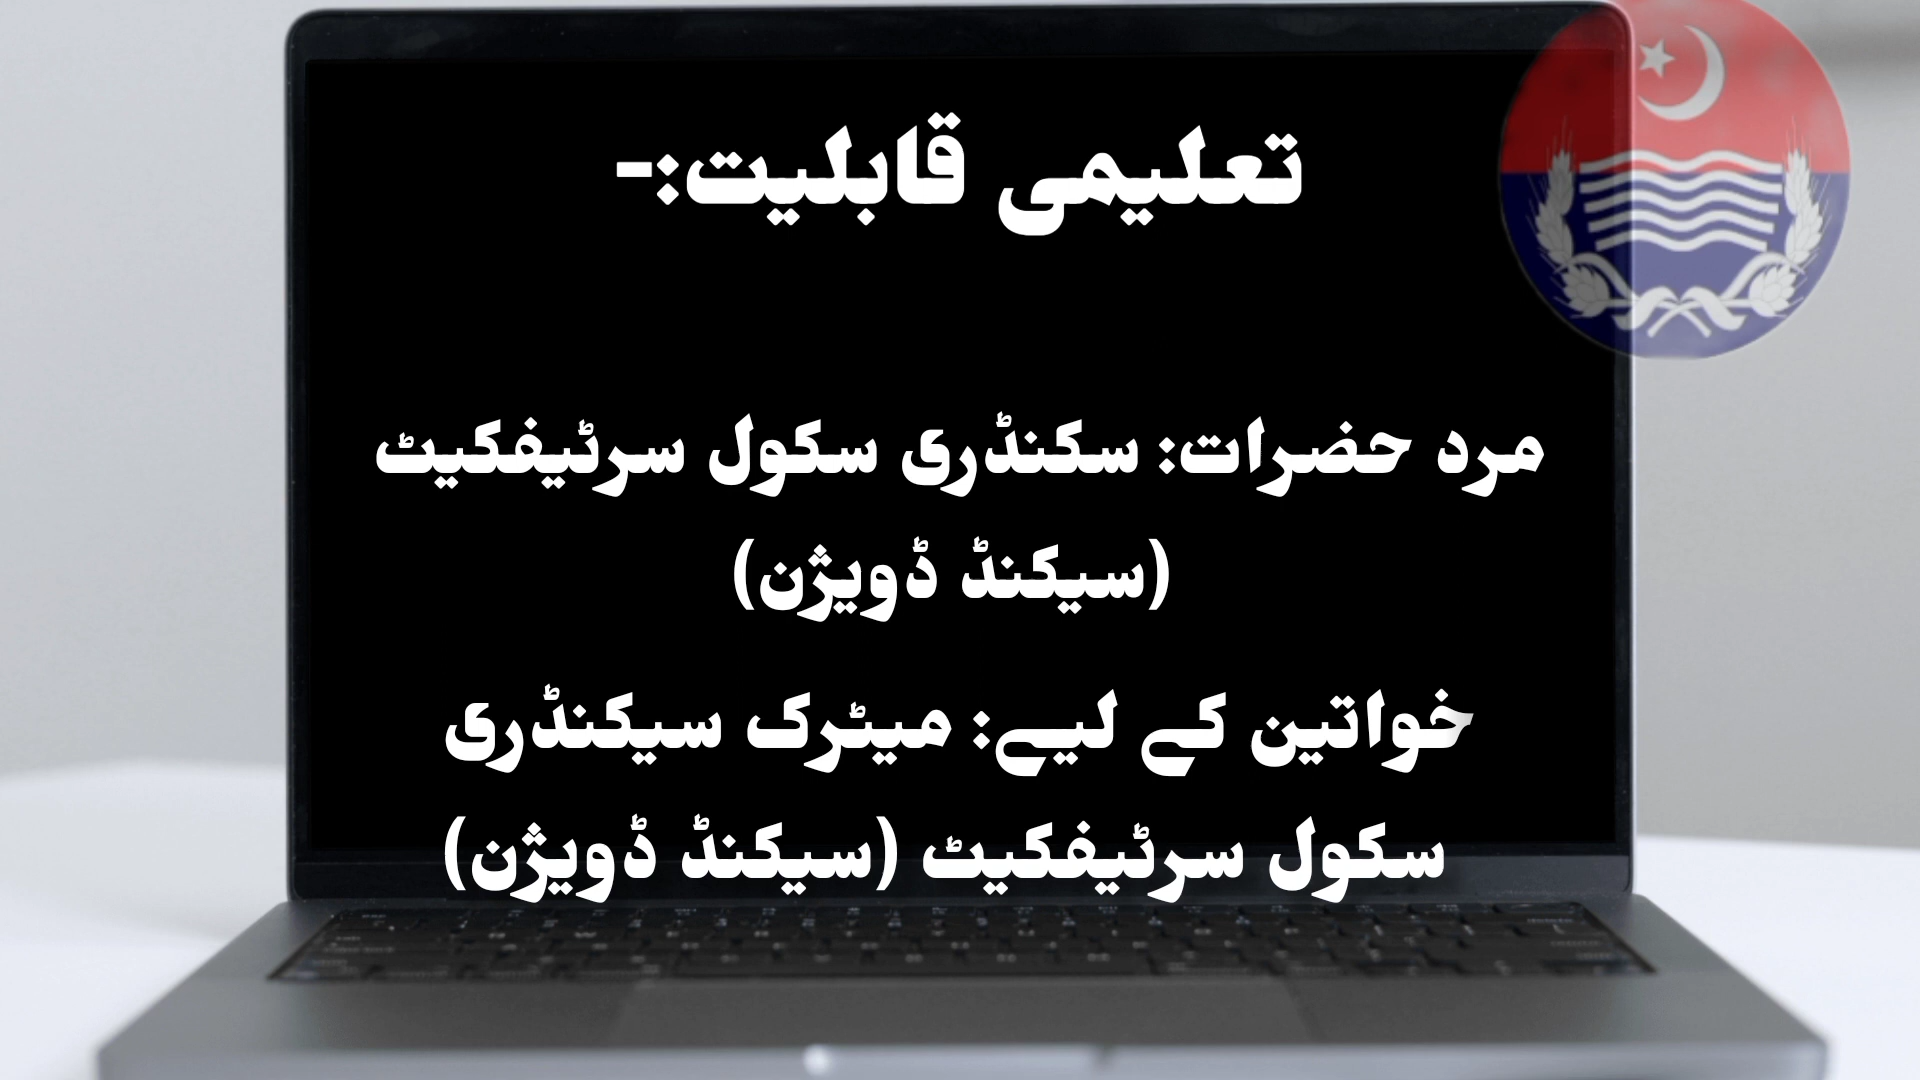 تعلیمی قابلیت:-
مرد حضرات: سکنڈری سکول سرٹیفکیٹ
(سیکنڈ ڈویژن)
خواتین کے لیے: میٹرک سیکنڈری
سکول سرٹیفکیٹ (سیکنڈ ڈویژن)